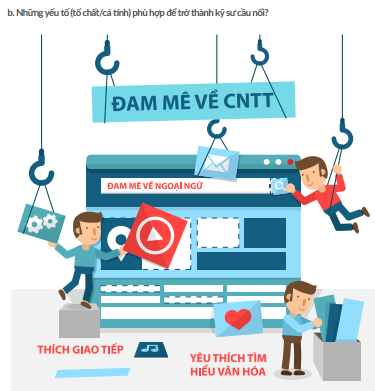 b. Những yếu tố (tố chất/cá tính) phù hợp để trở thành kỹ sư cầu nối?
ĐAM MÊ VỀ CNTT
ĐAM MÊ VỀ NGOẠI NGỮ
THÍCH GIAO TIẾP
YÊU THÍCH TÌM
HIỂU VĂN HÓA